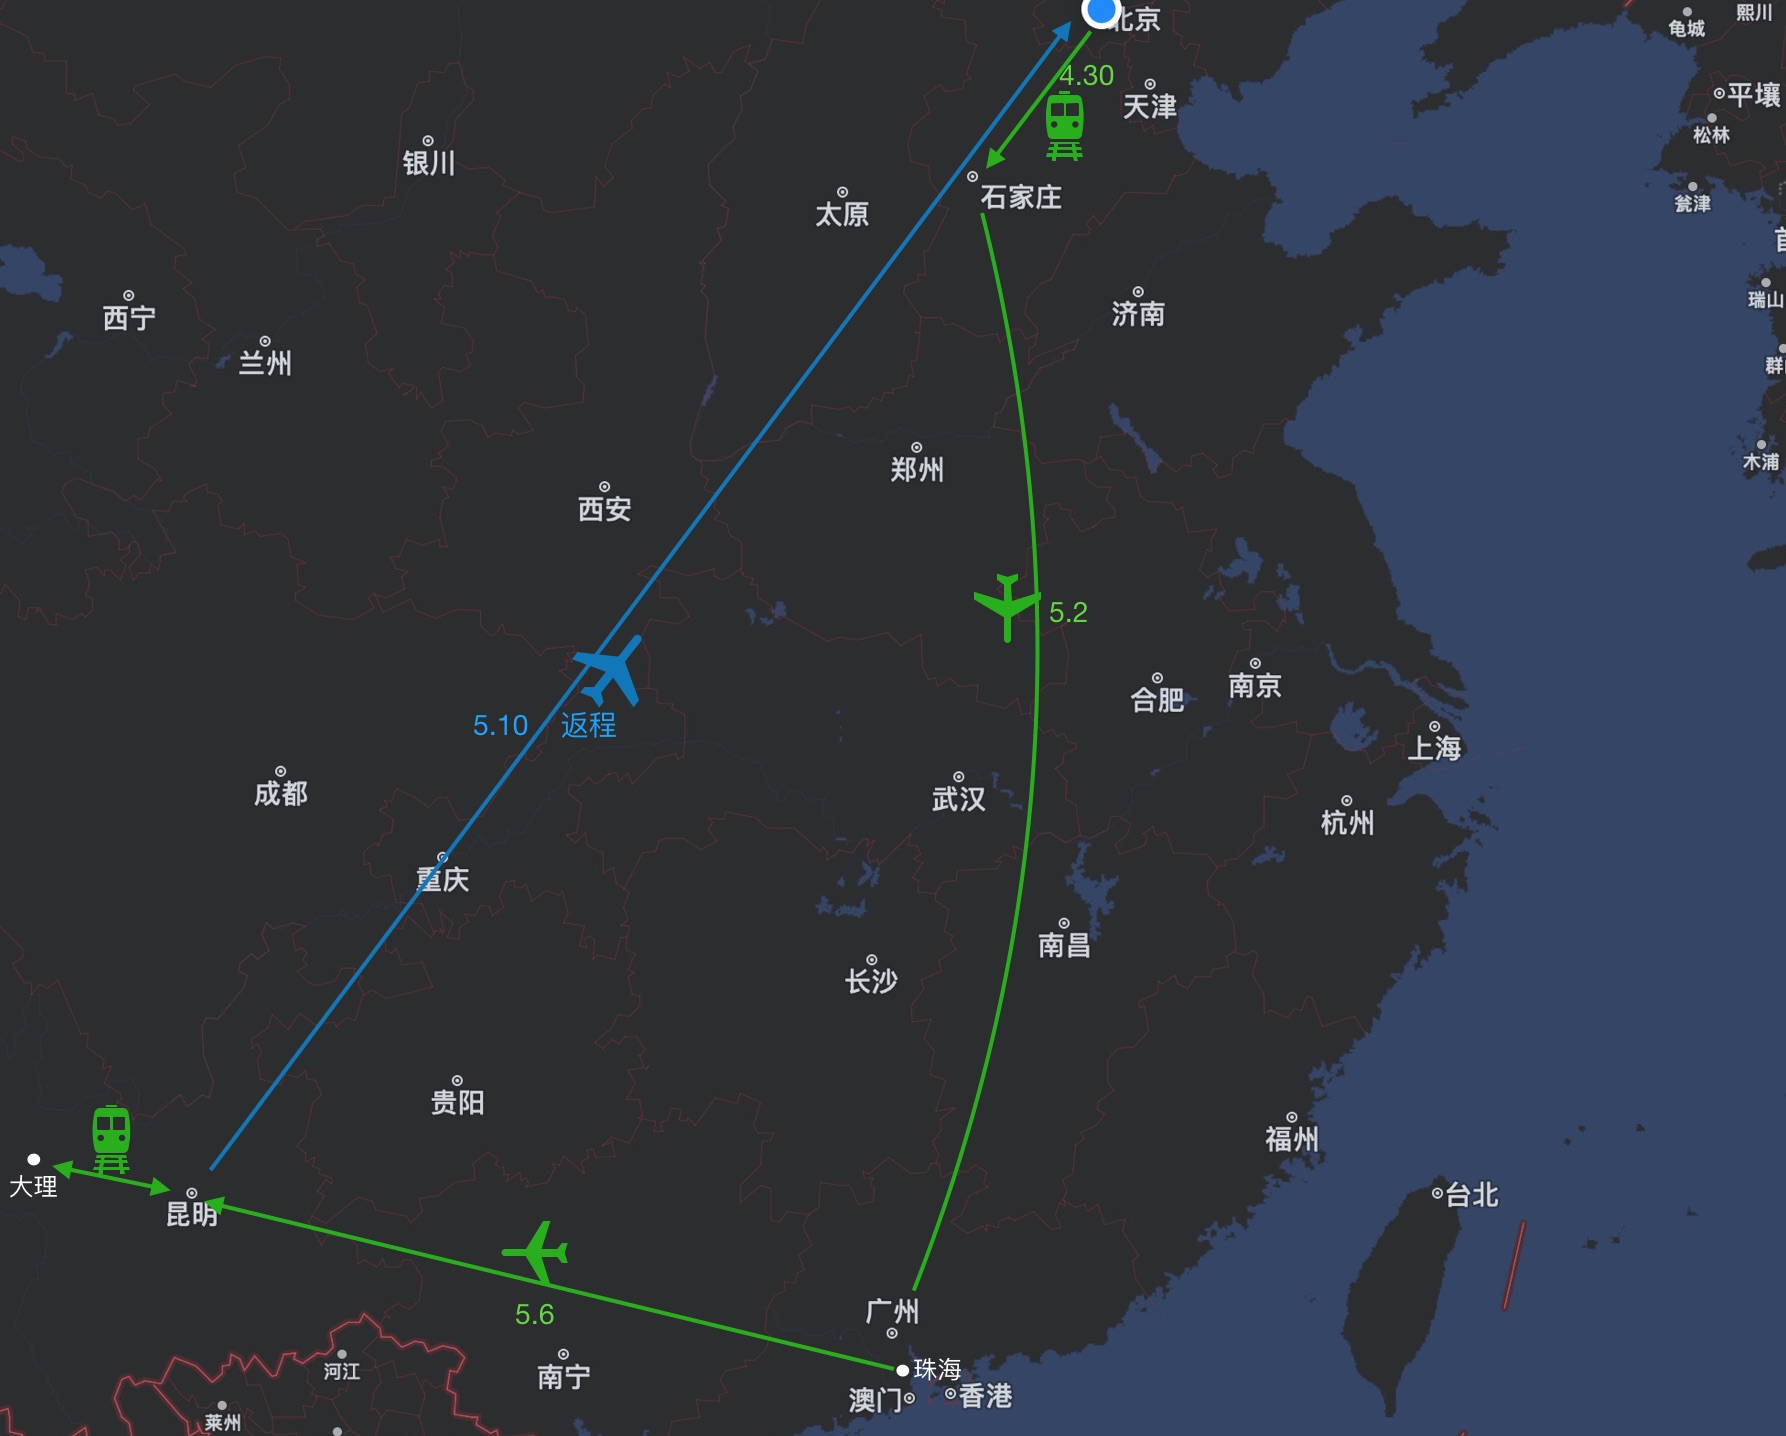 北京
熙川
龟城
4.30
天津
平壤
松林
银川
石家庄
太原
瓮津
瑞山
西宁
济南
兰州
木浦
郑州
西安
5.2
合肥
南京
5.10
返程
上海
成都
武汉
杭州
重庆
南昌
长沙
贵阳
福州
大理
台北
昆明
广州
5.6
珠海
河江
南宁
澳门
香港
莱州